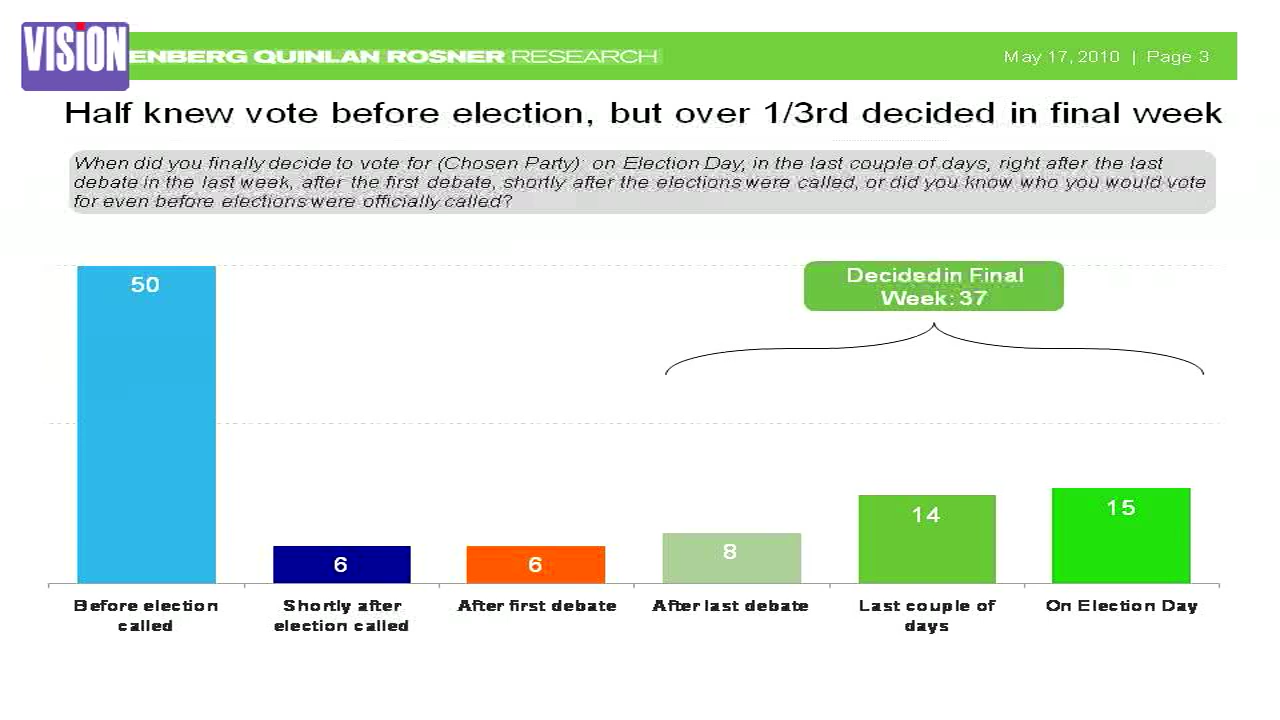 VISION
ENBERG QUINLAN ROSNER RESEARCH
May 17, 2010 | Page 3
Half knew vote before election, but over 1/3rd decided in final week
When did you finally decide to vote for (Chosen Party): on Election Day, in the last couple of days, right after the last
debate in the last week, after the first debate, shortly after the elections were called, or did you know who you would vote
for even before elections were officially called?
50
Decided in Final
Week: 37
6
6
8
14
15
Before election
called
Shortly after
election called
After first debate
After last debate
Last couple of
days
On Election Day